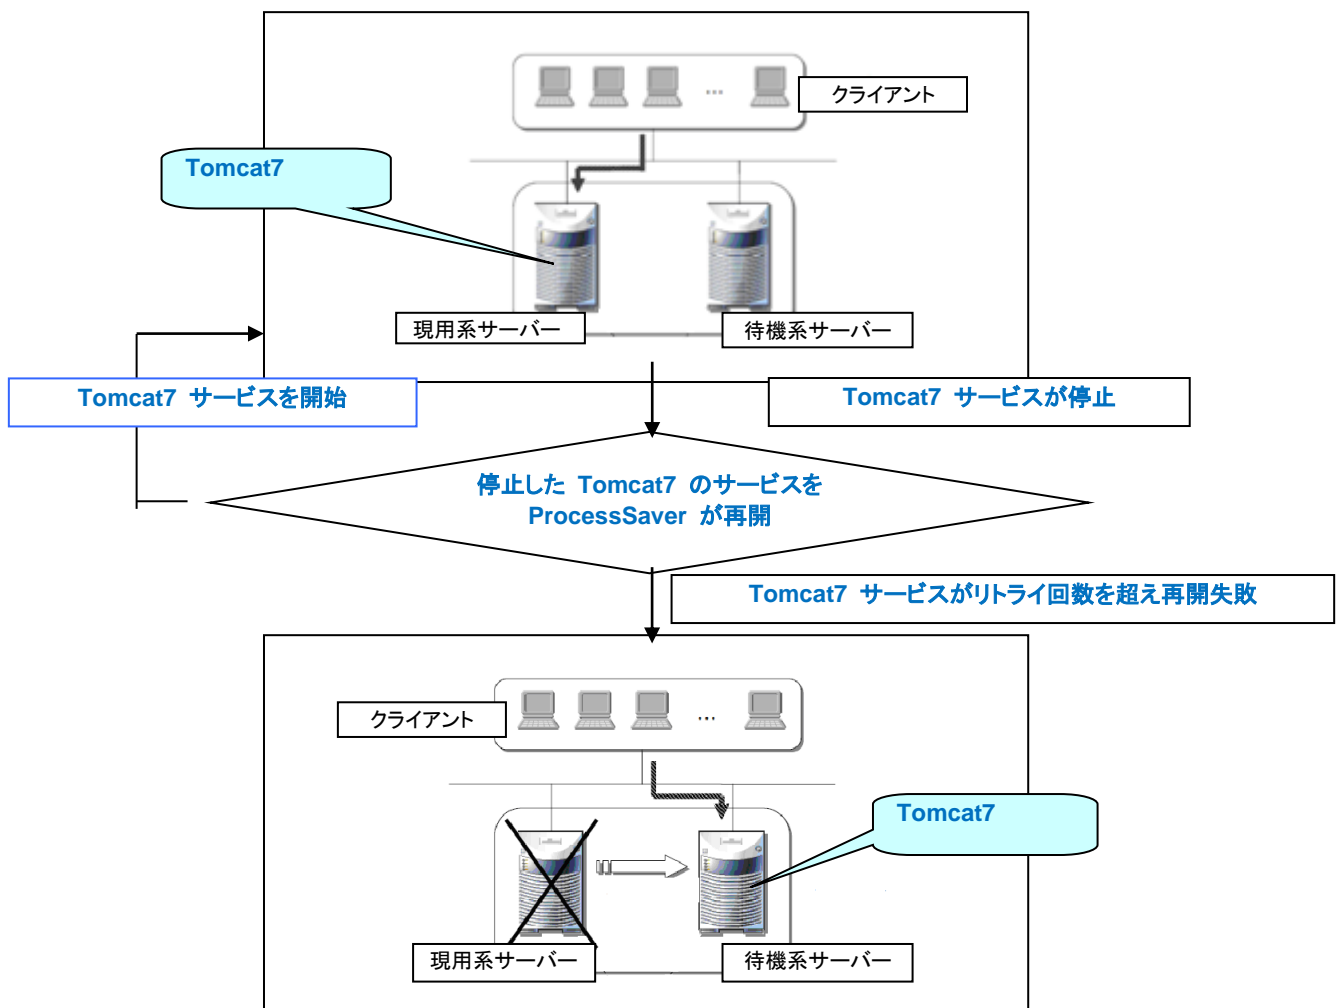 クライアント
…
Tomcat7
現用系サーバー
待機系サーバー
Tomcat7 サービスを開始
Tomcat7 サービスが停止
停止した Tomcat7 のサービスを
ProcessSaver が再開
Tomcat7 サービスがリトライ回数を超え再開失敗
クライアント
…
Tomcat7
現用系サーバー
待機系サーバー